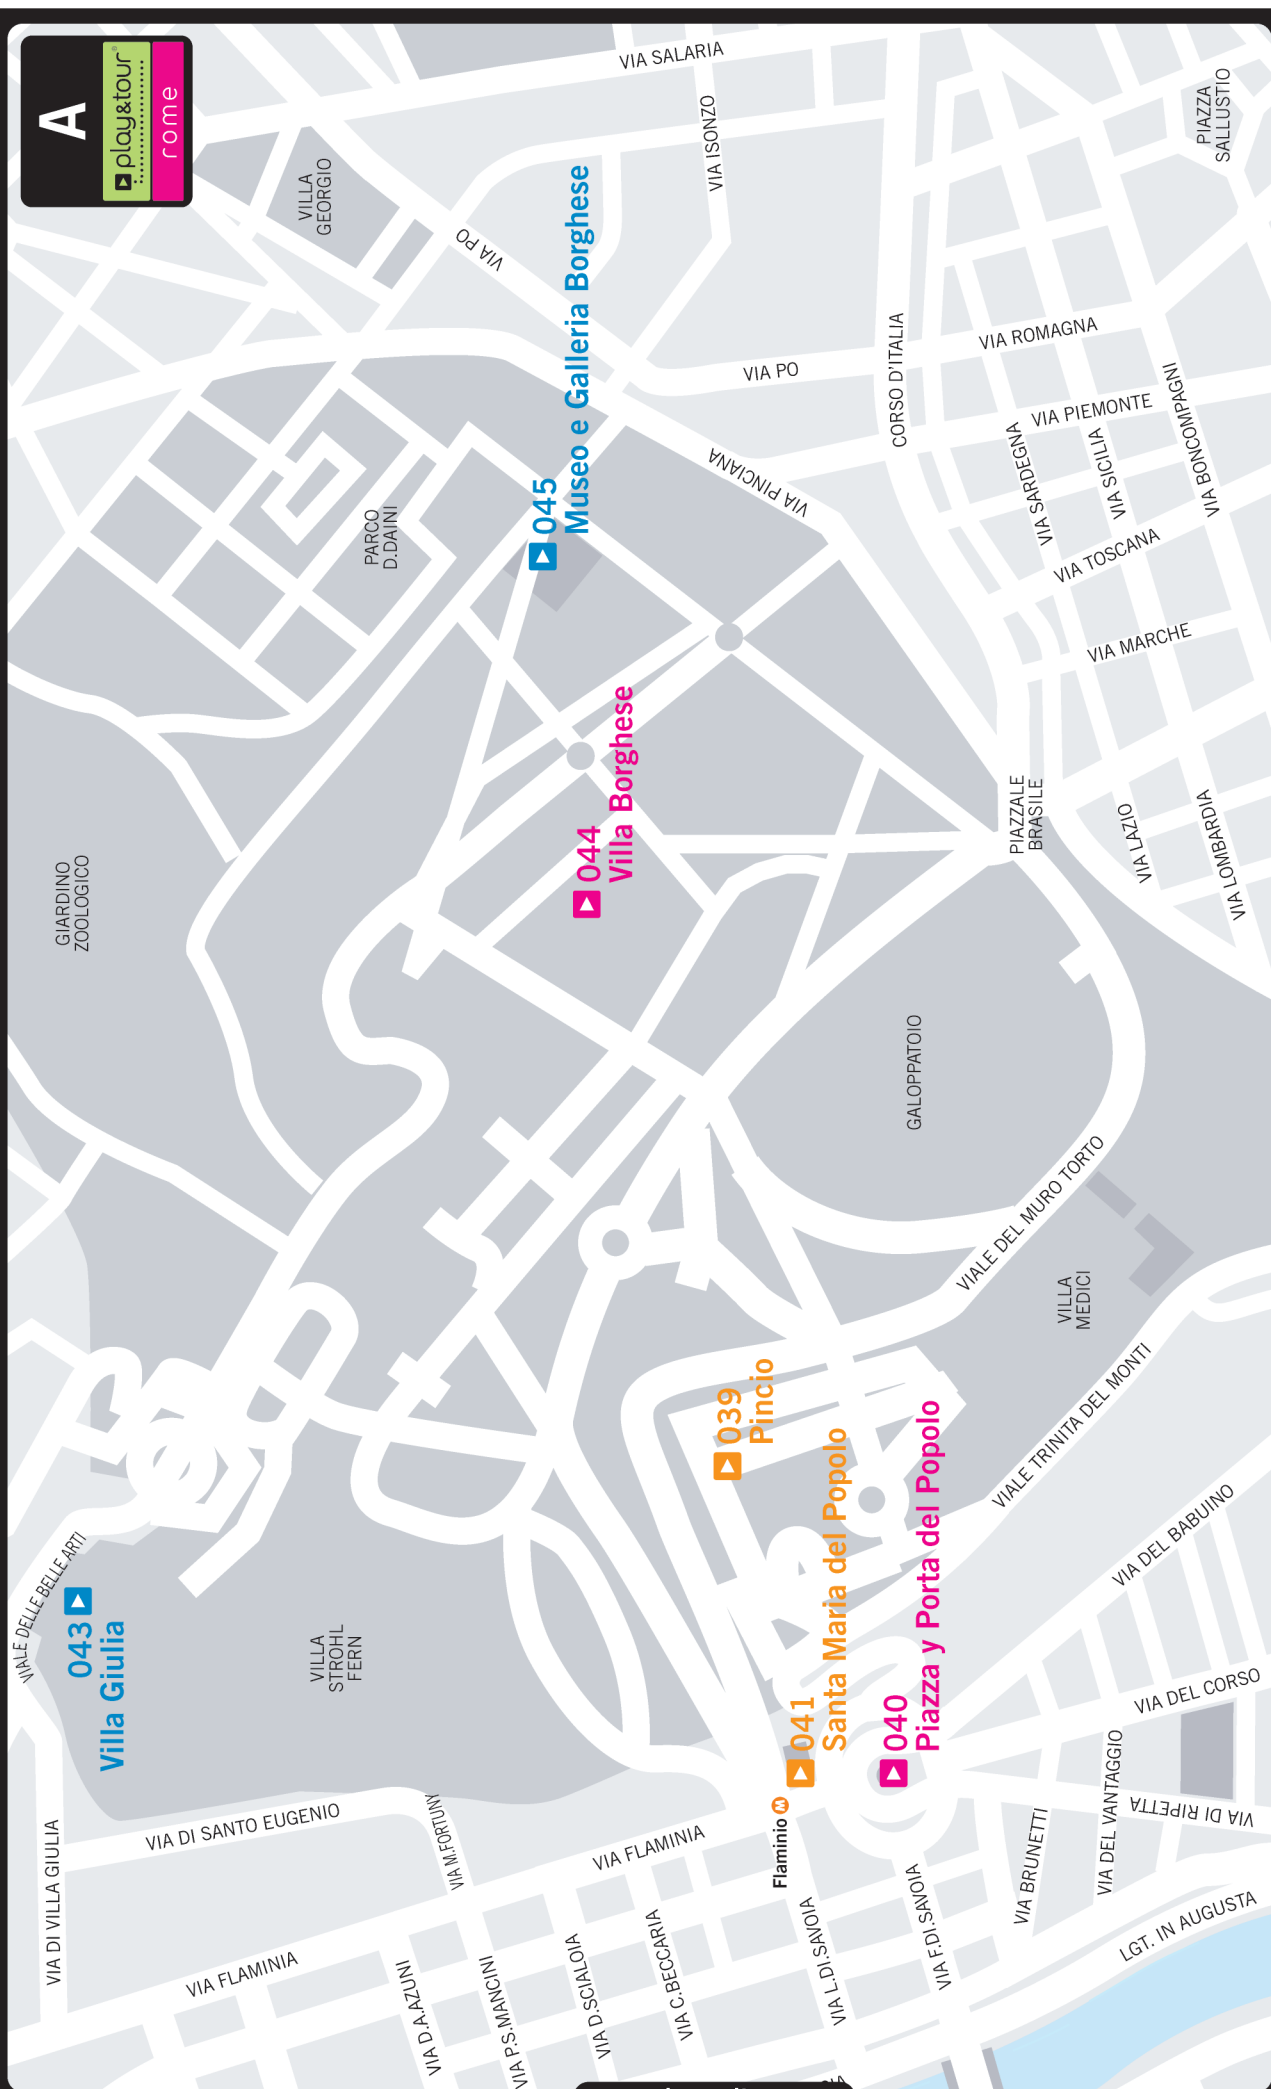 A
play&tour
rome
VIA SALARIA
VIA ISONZO
PIAZZA
SALLUSTIO
VILLA
GEORGIO
VIA PO
045
Museo e Galleria Borghese
VIA PO
CORSO D'ITALIA
VIA ROMAGNA
VIA PIEMONTE
VIA BONCOMPAGNI
VIA SARDEGNA
VIA SICILIA
VIA PINCIANA
PARCO
D.DAINI
VIA TOSCANA
VIA MARCHE
044
Villa Borghese
PIAZZALE
BRASILE
VIA LAZIO
VIA LOMBARDIA
GIARDINO
ZOOLOGICO
GALOPPATOIO
VIALE DEL MURO TORTO
VILLA
MEDICI
039
Pincio
VIALE TRINITA DEL MONTI
VIA DEL BABUINO
041
Santa Maria del Popolo
040
Piazza y Porta del Popolo
VIALE DELLE BELLE ARTI
043
Villa Giulia
VILLA
STROHL
FERN
VIA DEL CORSO
VIA DEL VANTAGGIO
VIA DI RIPETTA
VIA BRUNETTI
Flaminio M
VIA DI VILLA GIULIA
VIA DI SANTO EUGENIO
VIA M.FORTUNY
VIA FLAMINIA
VIA FLAMINIA
VIA D.A.AZUNI
VIA P.S.MANCINI
VIA D.SCIALOIA
VIA C.BECCARIA
VIA L.DI.SAVOIA
VIA F.DI.SAVOIA
LGT. IN AUGUSTA